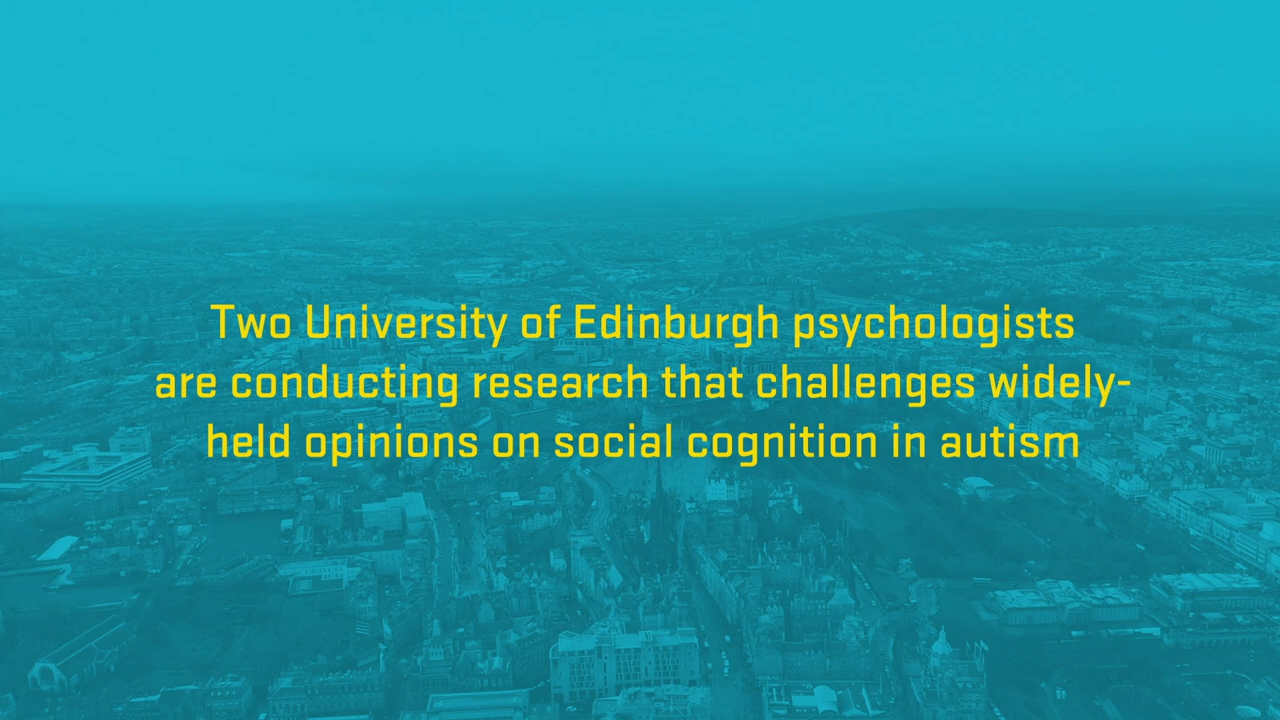 Two University of Edinburgh psychologists
are conducting research that challenges widely-
held opinions on social cognition in autism